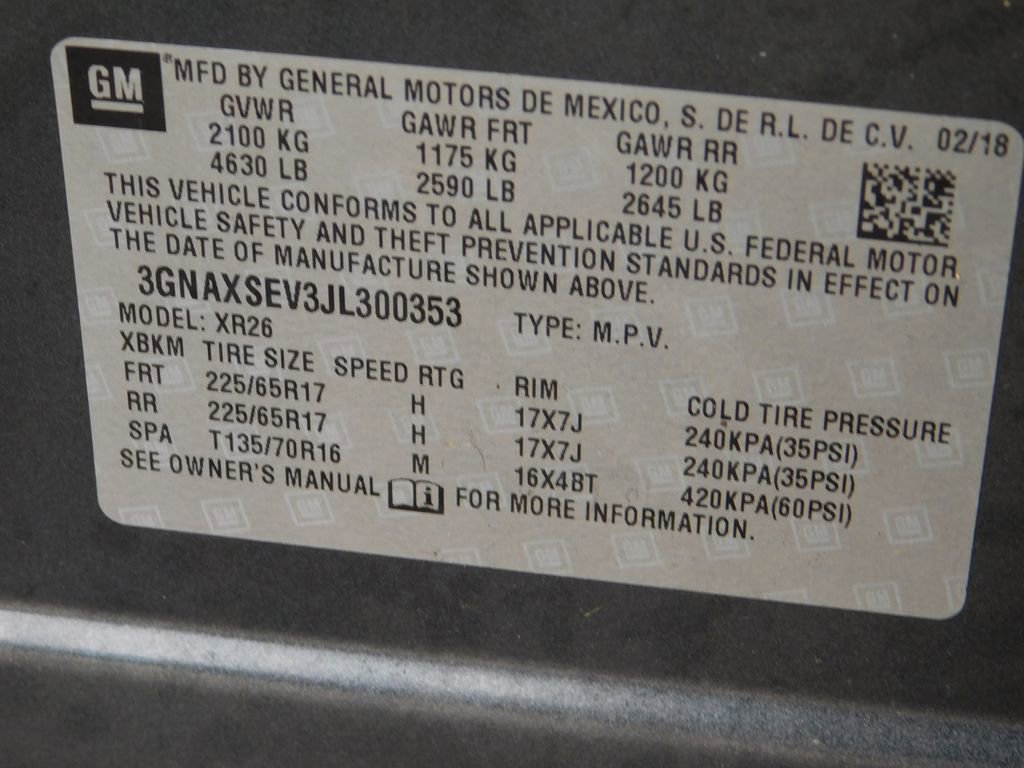 GM
®MFD BY GENERAL MOTORS DE MEXICO, S. DE R.L. DE C.V. 02/18
GVWR GAWR FRT GAWR RR
2100 KG 1175 KG 1200 KG
4630 LB 2590 LB 2645 LB
THIS VEHICLE CONFORMS TO ALL APPLICABLE U.S. FEDERAL MOTOR
VEHICLE SAFETY AND THEFT PREVENTION STANDARDS IN EFFECT ON
THE DATE OF MANUFACTURE SHOWN ABOVE.
3GNAXSEV3JL300353 TYPE: M.P.V.
MODEL: XR26
XBKM TIRE SIZE SPEED RTG RIM COLD TIRE PRESSURE
FRT 225/65R17 H 17X7J 240KPA(35PSI)
RR 225/65R17 H 17X7J 240KPA(35PSI)
SPA T135/70R16 M 16X4BT 420KPA(60PSI)
SEE OWNER'S MANUAL i FOR MORE INFORMATION.